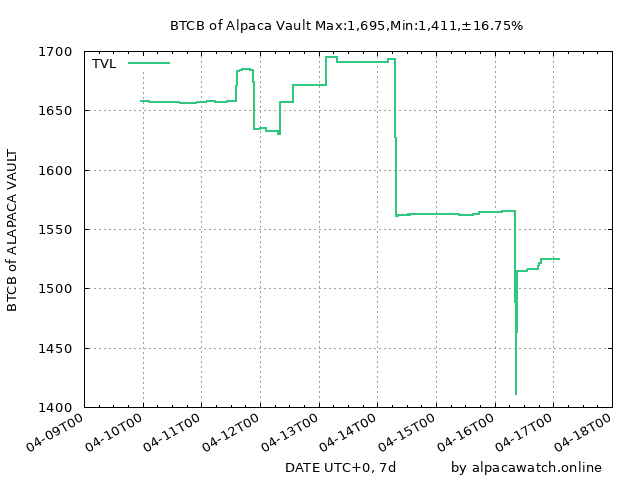 BTCB of Alpaca Vault Max:1,695,Min:1,411,±16.75%
TVL
1700
1650
1600
1550
1500
1450
1400
BTCB of ALAPACA VAULT
04-09T00
04-10T00
04-11T00
04-12T00
04-13T00
04-14T00
04-15T00
04-16T00
04-17T00
04-18T00
DATE UTC+0, 7d
by alpacawatch.online